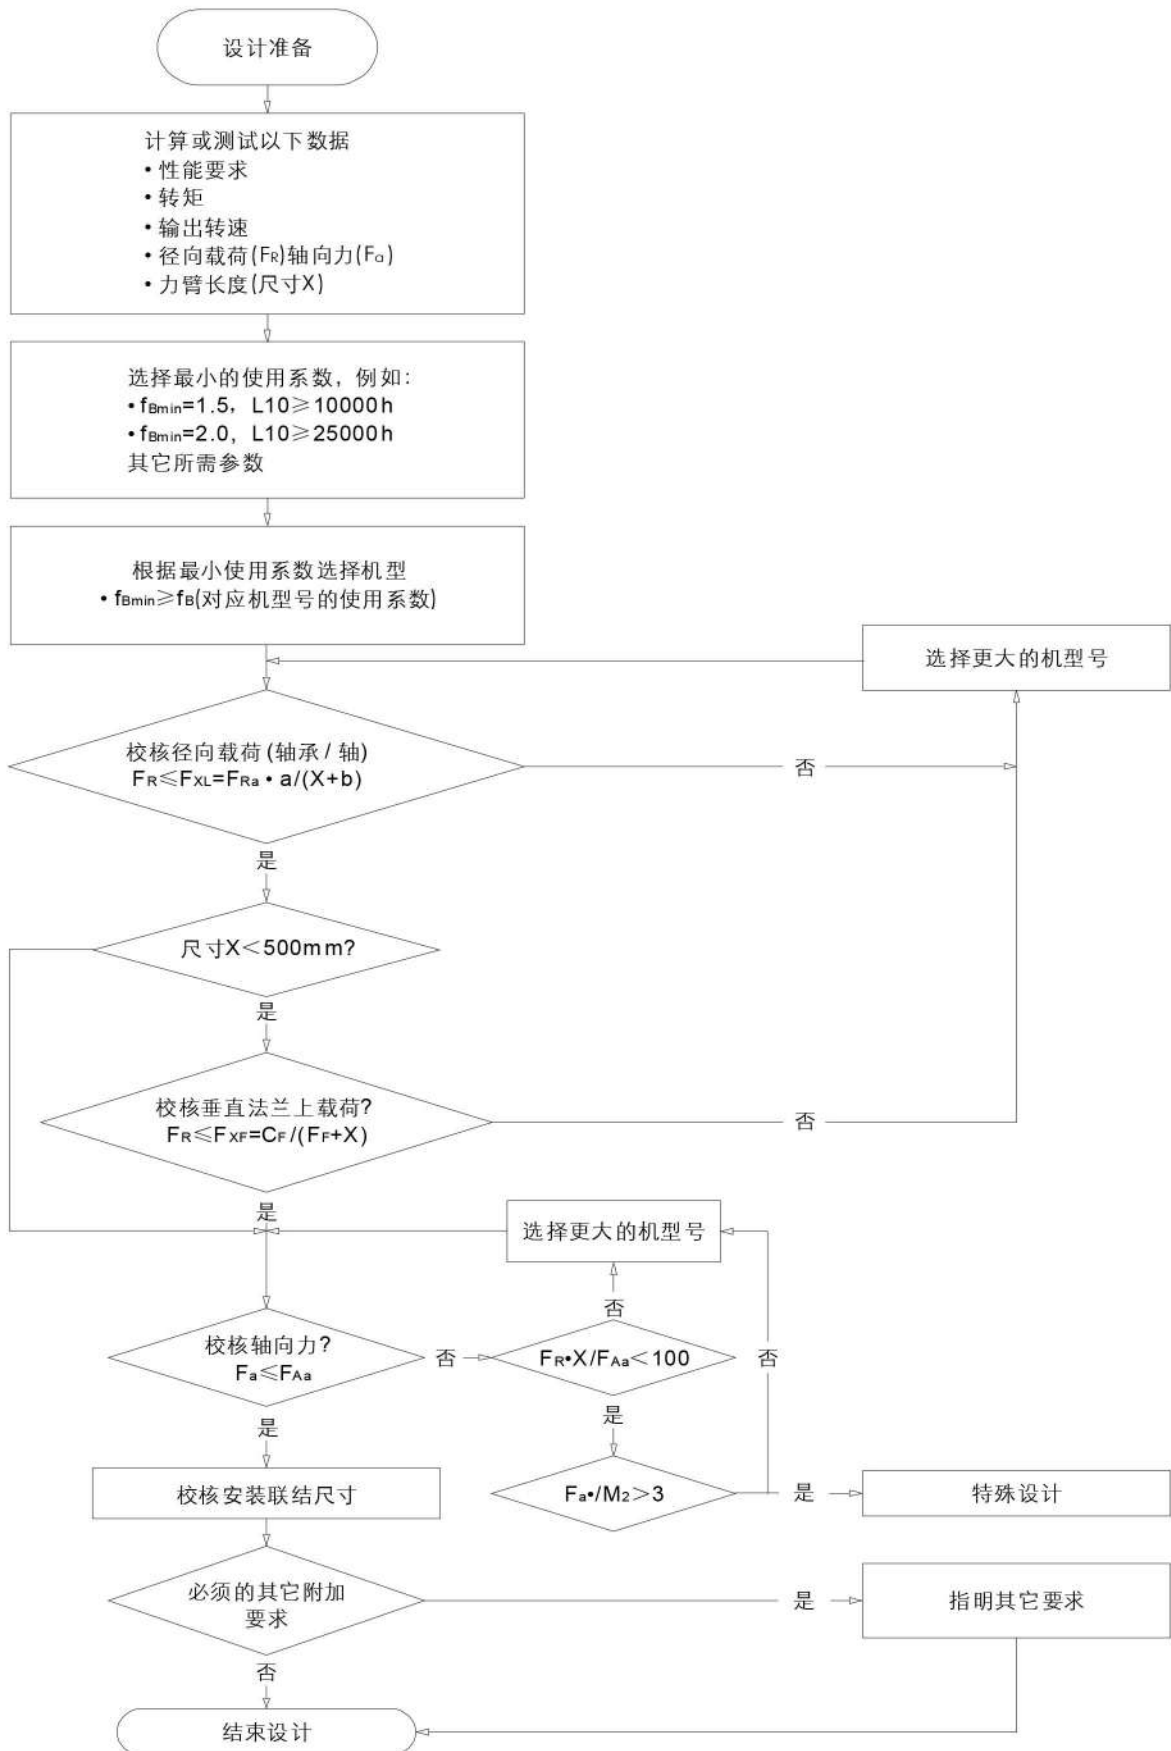 设计准备
计算或测试以下数据
• 性能要求
• 转矩
• 输出转速
• 径向载荷(FR)轴向力(Fa)
• 力臂长度(尺寸X)
选择最小的使用系数，例如：
• fBmin=1.5，L10≥10000h
• fBmin=2.0，L10≥25000h
其它所需参数
根据最小使用系数选择机型
• fBmin≥fB(对应机型号的使用系数)
选择更大的机型号
校核径向载荷(轴承/轴)
FR≤FXL=FRa•a/(X+b)
否
是
尺寸X＜500mm?
是
校核垂直法兰上载荷?
FR≤FXF=CF/(FF+X)
否
是
选择更大的机型号
否
校核轴向力?
Fa≤FAa
否
FR•X/FAa＜100
否
是
是
校核安装联结尺寸
Fa•/M2＞3
是
特殊设计
必须的其它附加
要求
是
指明其它要求
否
结束设计